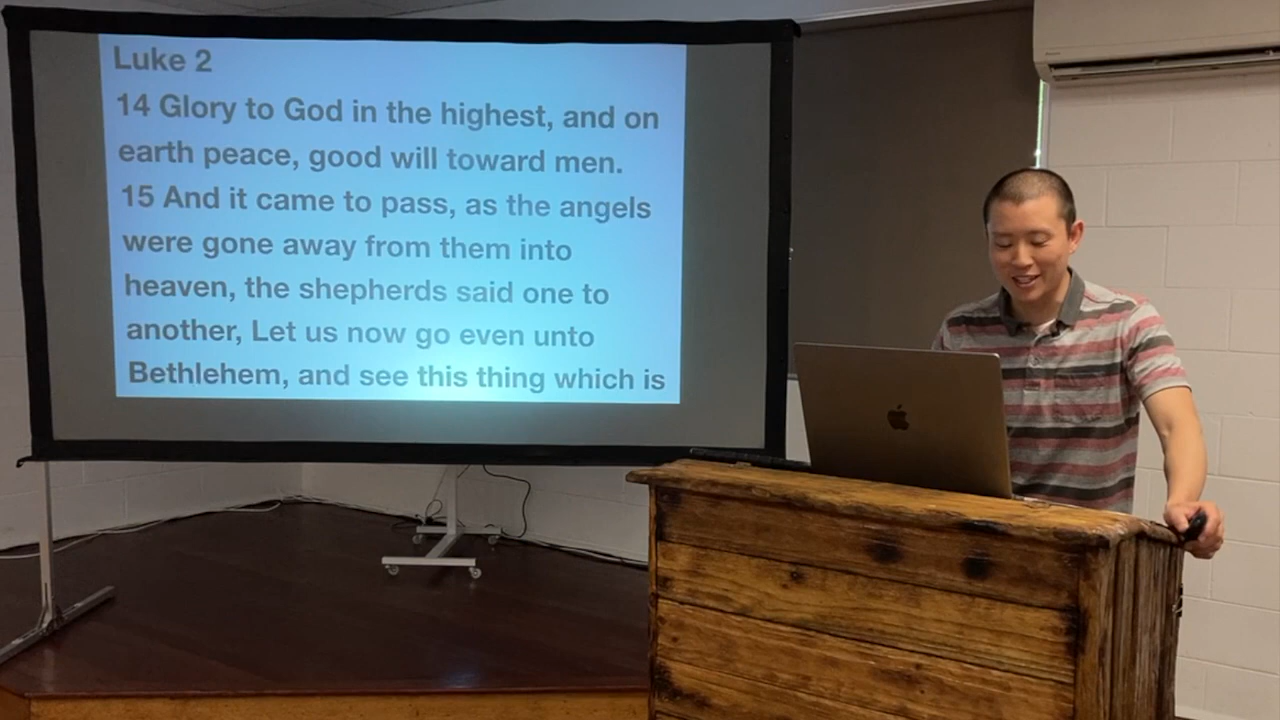 Luke 2
14 Glory to God in the highest, and on
earth peace, good will toward men.
15 And it came to pass, as the angels
were gone away from them into
heaven, the shepherds said one to
another, Let us now go even unto
Bethlehem, and see this thing which is